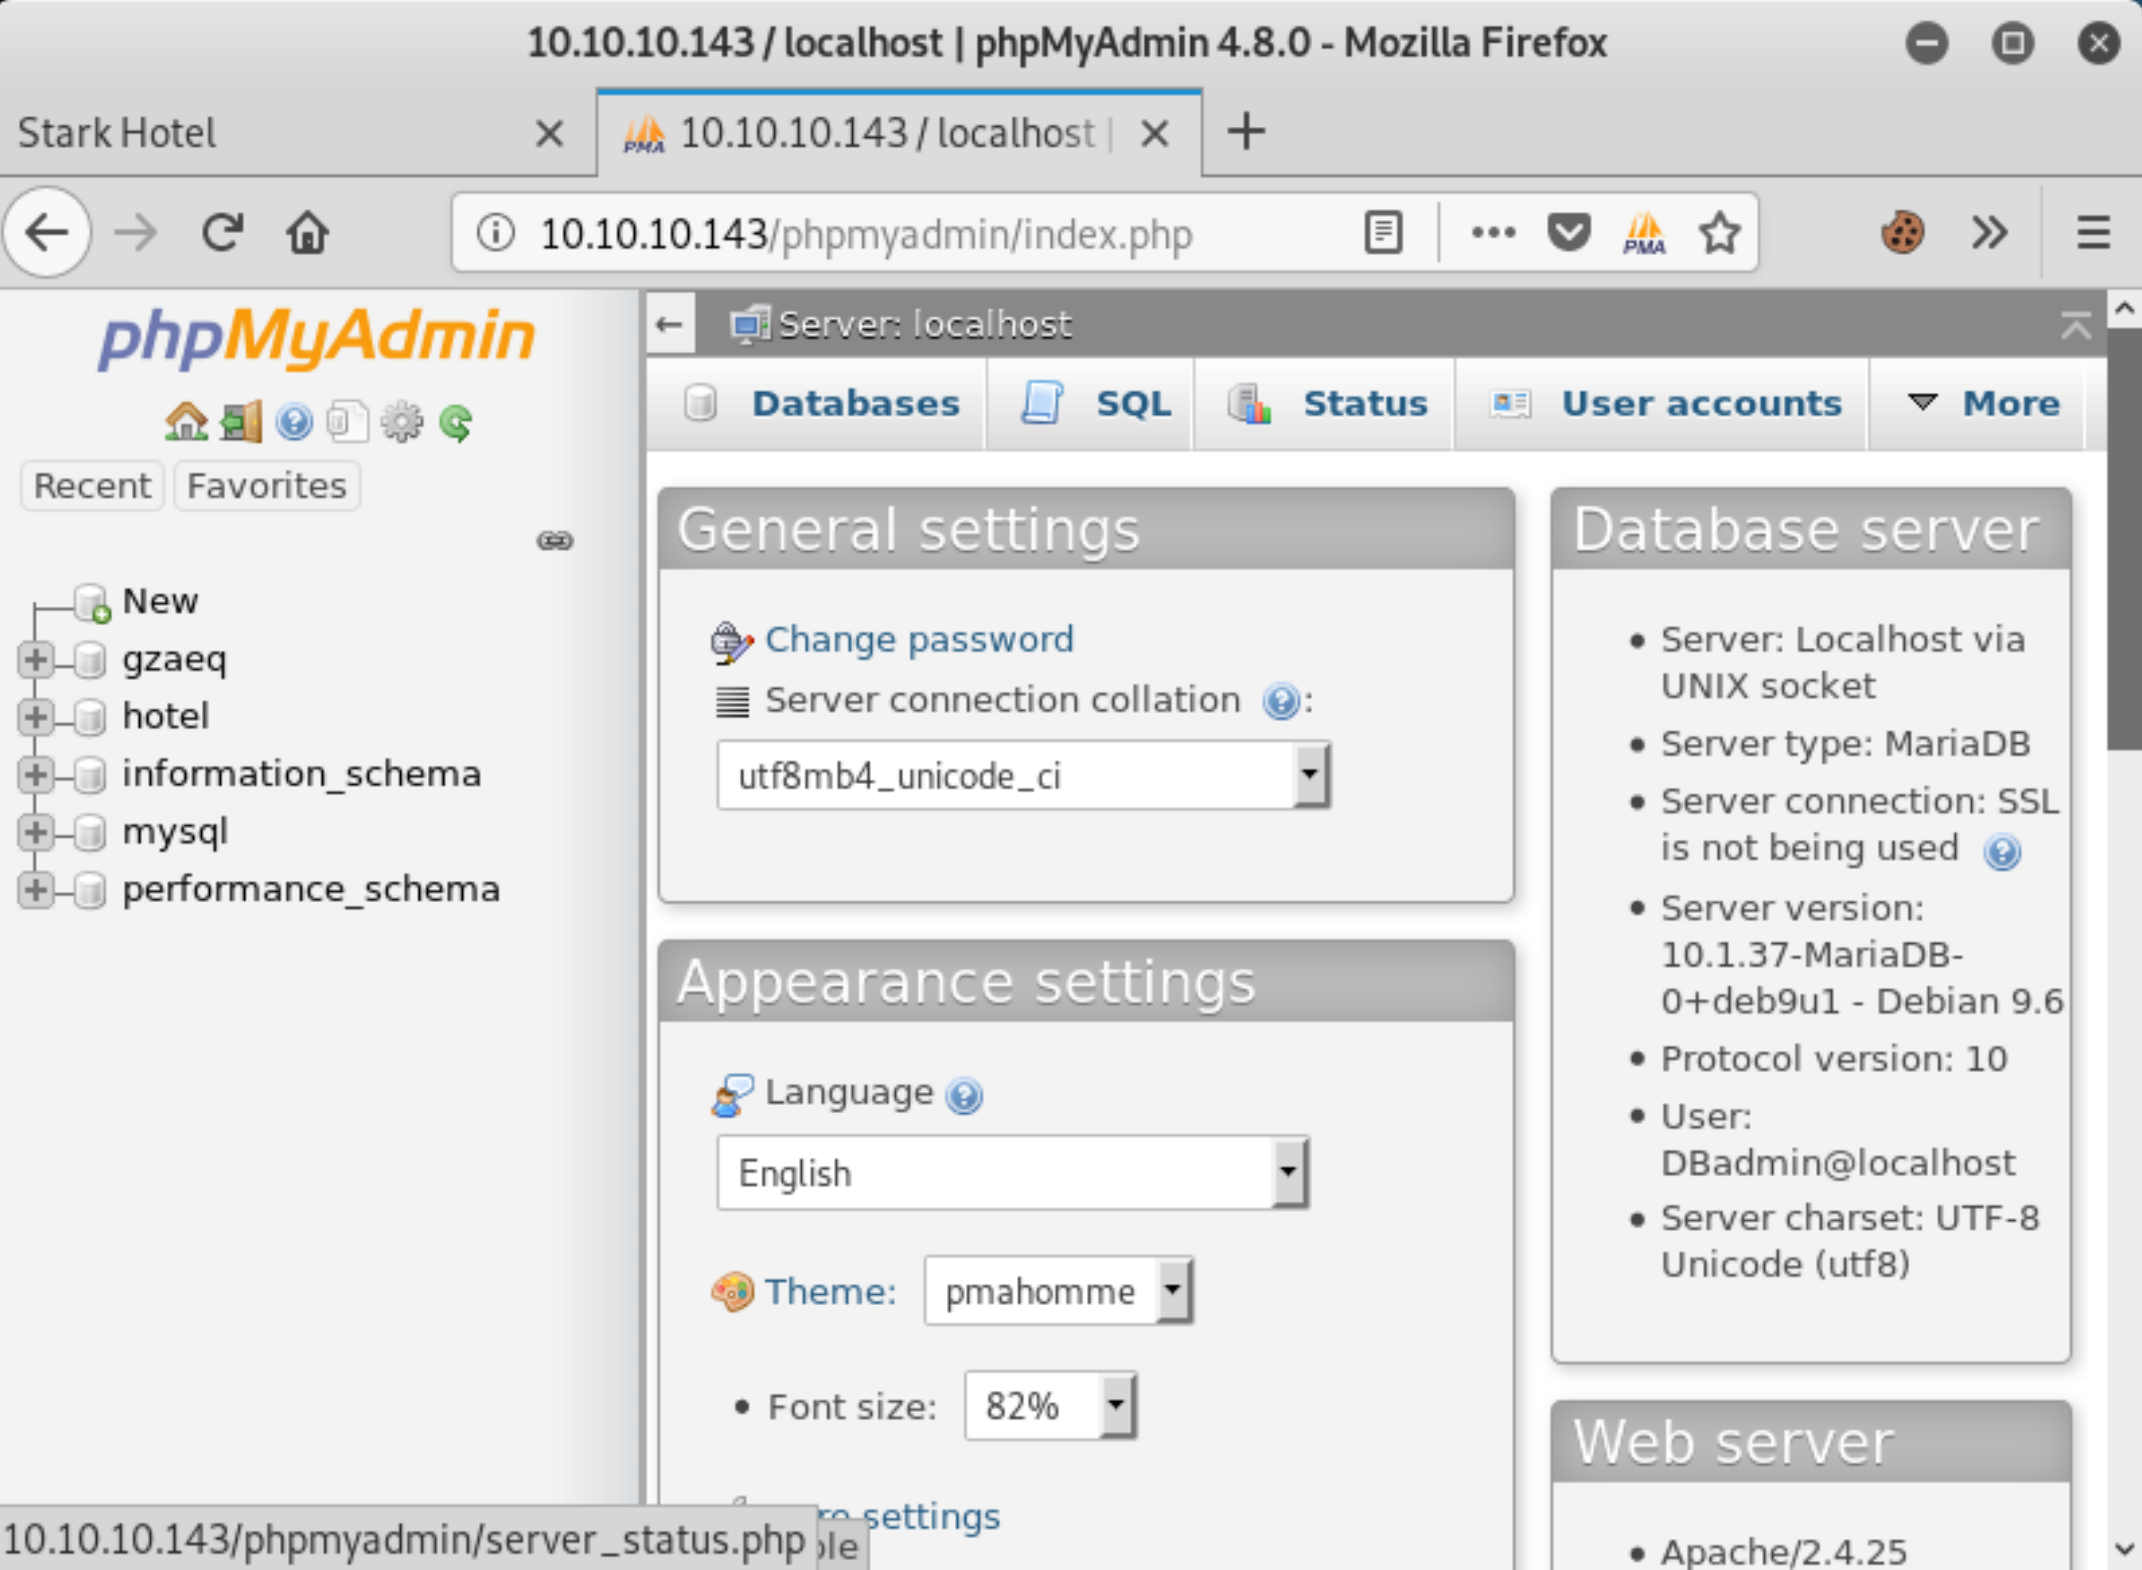 10.10.10.143 / localhost | phpMyAdmin 4.8.0 - Mozilla Firefox
Stark Hotel
PMA
10.10.10.143 / localhost |
10.10.10.143/phpmyadmin/index.php
PMA
phpMyAdmin
Recent
Favorites
New
gzaeq
hotel
information_schema
mysql
performance_schema
Server: localhost
Databases
SQL
Status
User accounts
More
General settings
Change password
Server connection collation :
utf8mb4_unicode_ci
Appearance settings
Language
English
Theme:
pmahomme
Font size:
82%
settings
Database server
Server: Localhost via
UNIX socket
Server type: MariaDB
Server connection: SSL
is not being used
Server version:
10.1.37-MariaDB-
0+deb9u1 - Debian 9.6
Protocol version: 10
User:
DBadmin@localhost
Server charset: UTF-8
Unicode (utf8)
Web server
Apache/2.4.25
10.10.10.143/phpmyadmin/server_status.php